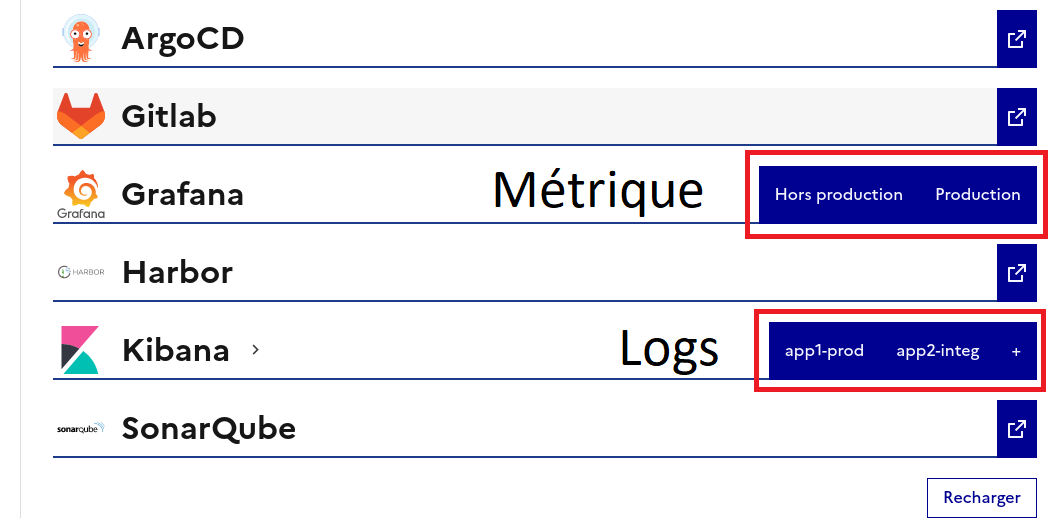 ArgoCD
Gitlab
Grafana
Grafana
Métrique
Hors production
Production
HARBOR
Harbor
Kibana
Logs
app1-prod
app2-integ
+
sonarqube
SonarQube
Recharger